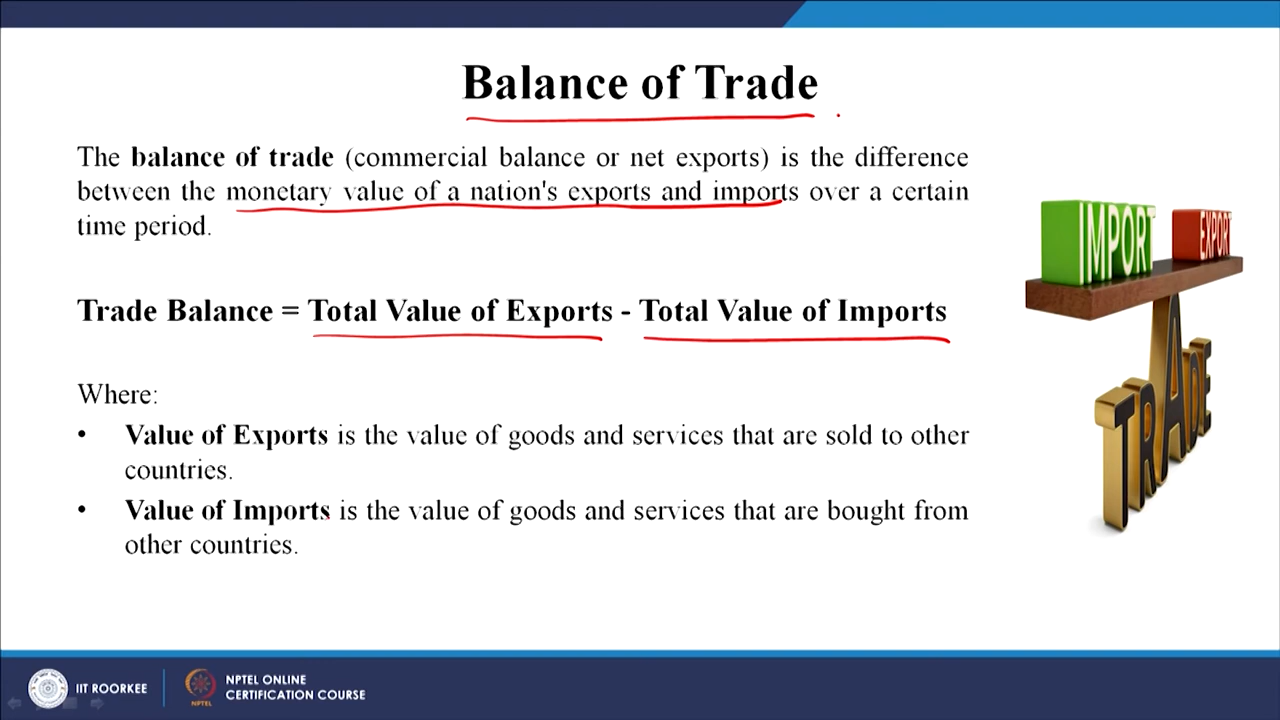 Balance of Trade
The balance of trade (commercial balance or net exports) is the difference
between the monetary value of a nation's exports and imports over a certain
time period.
Trade Balance = Total Value of Exports - Total Value of Imports
Where:
• Value of Exports is the value of goods and services that are sold to other
countries.
• Value of Imports is the value of goods and services that are bought from
other countries.
IMPORT
EXPORT
TRADE
IIT ROORKEE
NPTEL
NPTEL ONLINE
CERTIFICATION COURSE